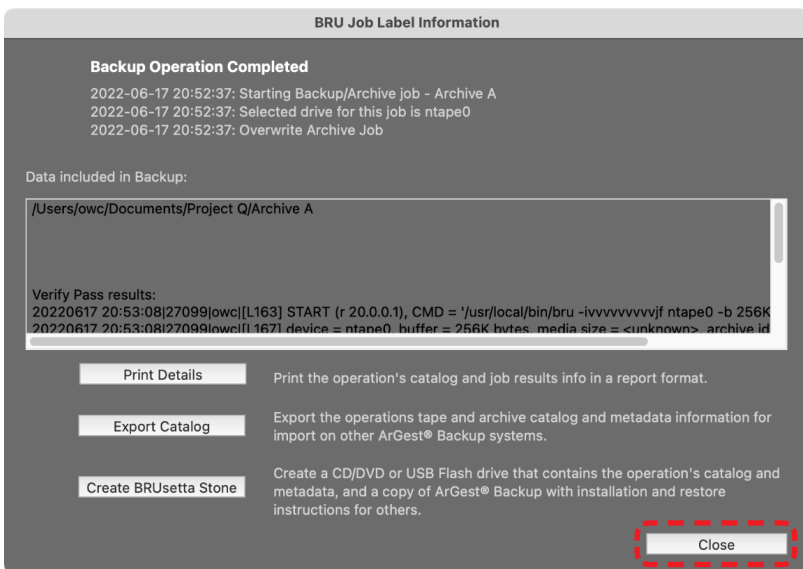 BRU Job Label Information
Backup Operation Completed
2022-06-17 20:52:37: Starting Backup/Archive job - Archive A
2022-06-17 20:52:37: Selected drive for this job is ntape0
2022-06-17 20:52:37: Overwrite Archive Job
Data included in Backup:
/Users/owc/Documents/Project Q/Archive A
Verify Pass results:
20220617 20:53:08|27099|owc|[L163] START (r 20.0.0.1), CMD = '/usr/local/bin/bru -ivvvvvvvvvjf ntape0 -b 256K
20220617 20:53:08|27099|owc|[L167] device = ntape0, buffer = 256K bytes, media size = <unknown>, archive id
Print Details
Print the operation's catalog and job results info in a report format.
Export Catalog
Export the operations tape and archive catalog and metadata information for
import on other ArGest® Backup systems.
Create BRUsetta Stone
Create a CD/DVD or USB Flash drive that contains the operation's catalog and
metadata, and a copy of ArGest® Backup with installation and restore
instructions for others.
Close